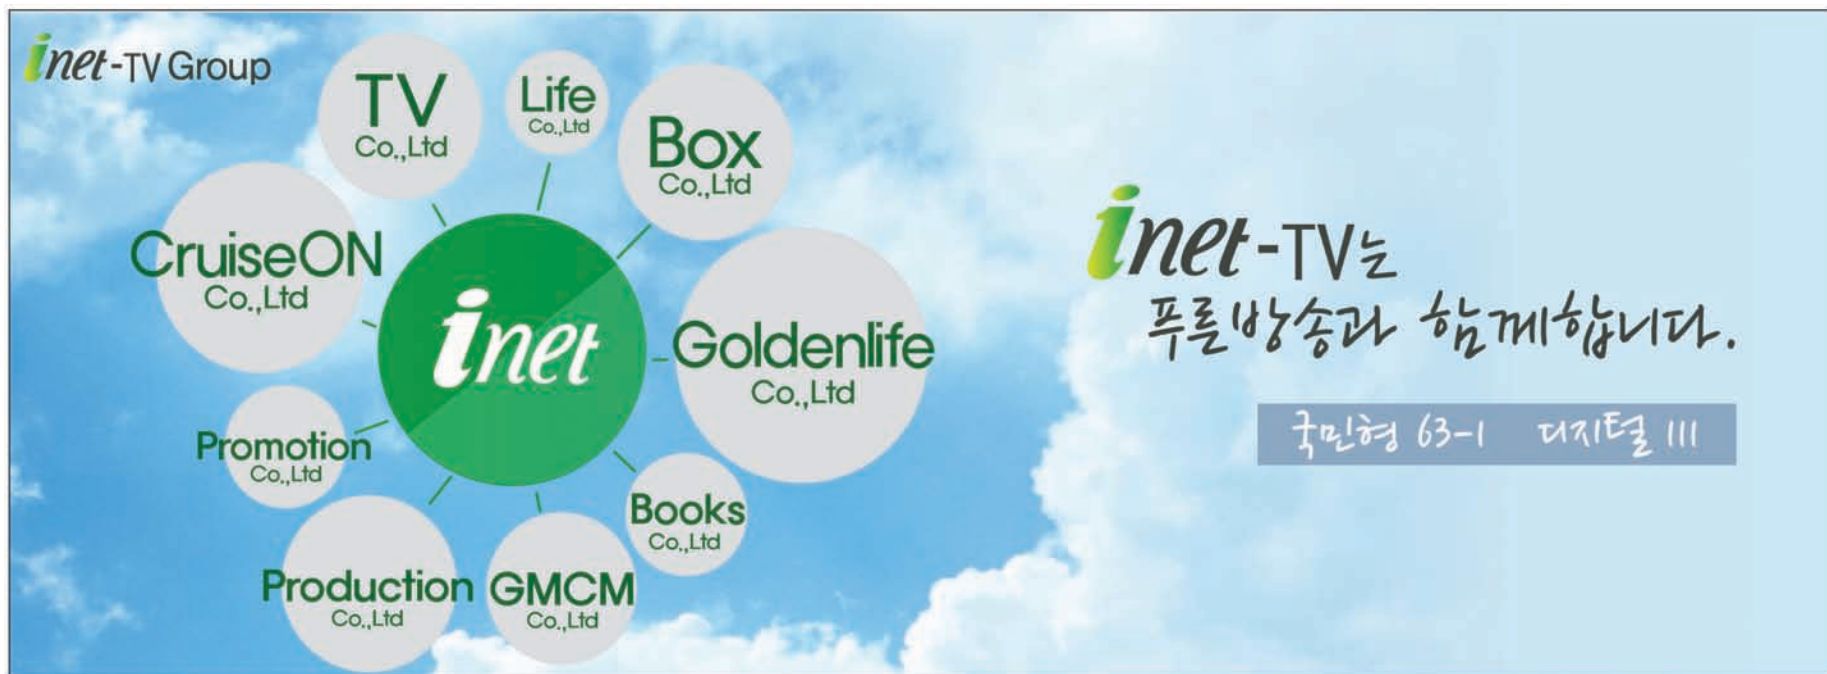 inet-TV Group
TV
Co.,Ltd
Life
Co.,Ltd
Box
Co.,Ltd
CruiseON
Co.,Ltd
inet
Goldenlife
Co.,Ltd
Promotion
Co.,Ltd
Books
Co.,Ltd
Production
Co.,Ltd
GMCM
Co.,Ltd
inet-TV는
푸른방송과 함께합니다.
국민형 63-1 디지털 111